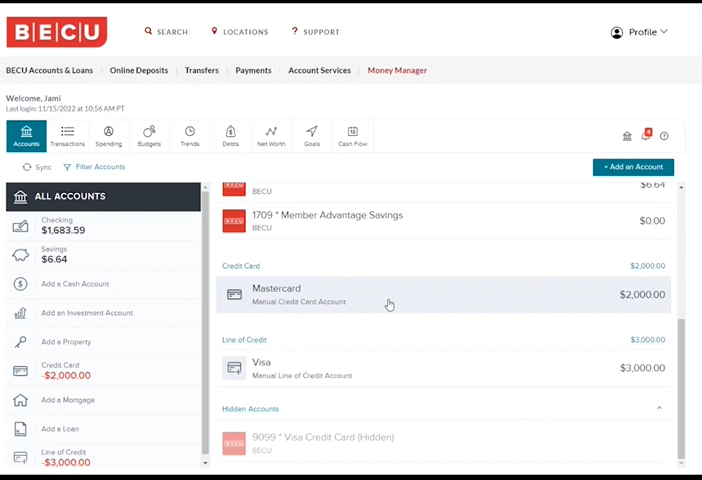 BECU
SEARCH
LOCATIONS
SUPPORT
Profile
BECU Accounts & Loans
Online Deposits
Transfers
Payments
Account Services
Money Manager
Welcome, Jami
Last login: 11/15/2022 at 10:56 AM PT
Accounts
Transactions
Spending
Budgets
Trends
Debts
Net Worth
Goals
Cash Flow
12
4
Sync
Filter Accounts
+ Add an Account
ALL ACCOUNTS
Checking
$1,683.59
Savings
$6.64
Add a Cash Account
Add an Investment Account
Add a Property
Credit Card
-$2,000.00
Add a Mortgage
Add a Loan
Line of Credit
-$3,000.00
BECU
BECU
$6.64
BECU
1709 * Member Advantage Savings
BECU
$0.00
Credit Card
$2,000.00
Mastercard
Manual Credit Card Account
$2,000.00
Line of Credit
$3,000.00
Visa
Manual Line of Credit Account
$3,000.00
Hidden Accounts
BECU
9099 * Visa Credit Card (Hidden)
BECU